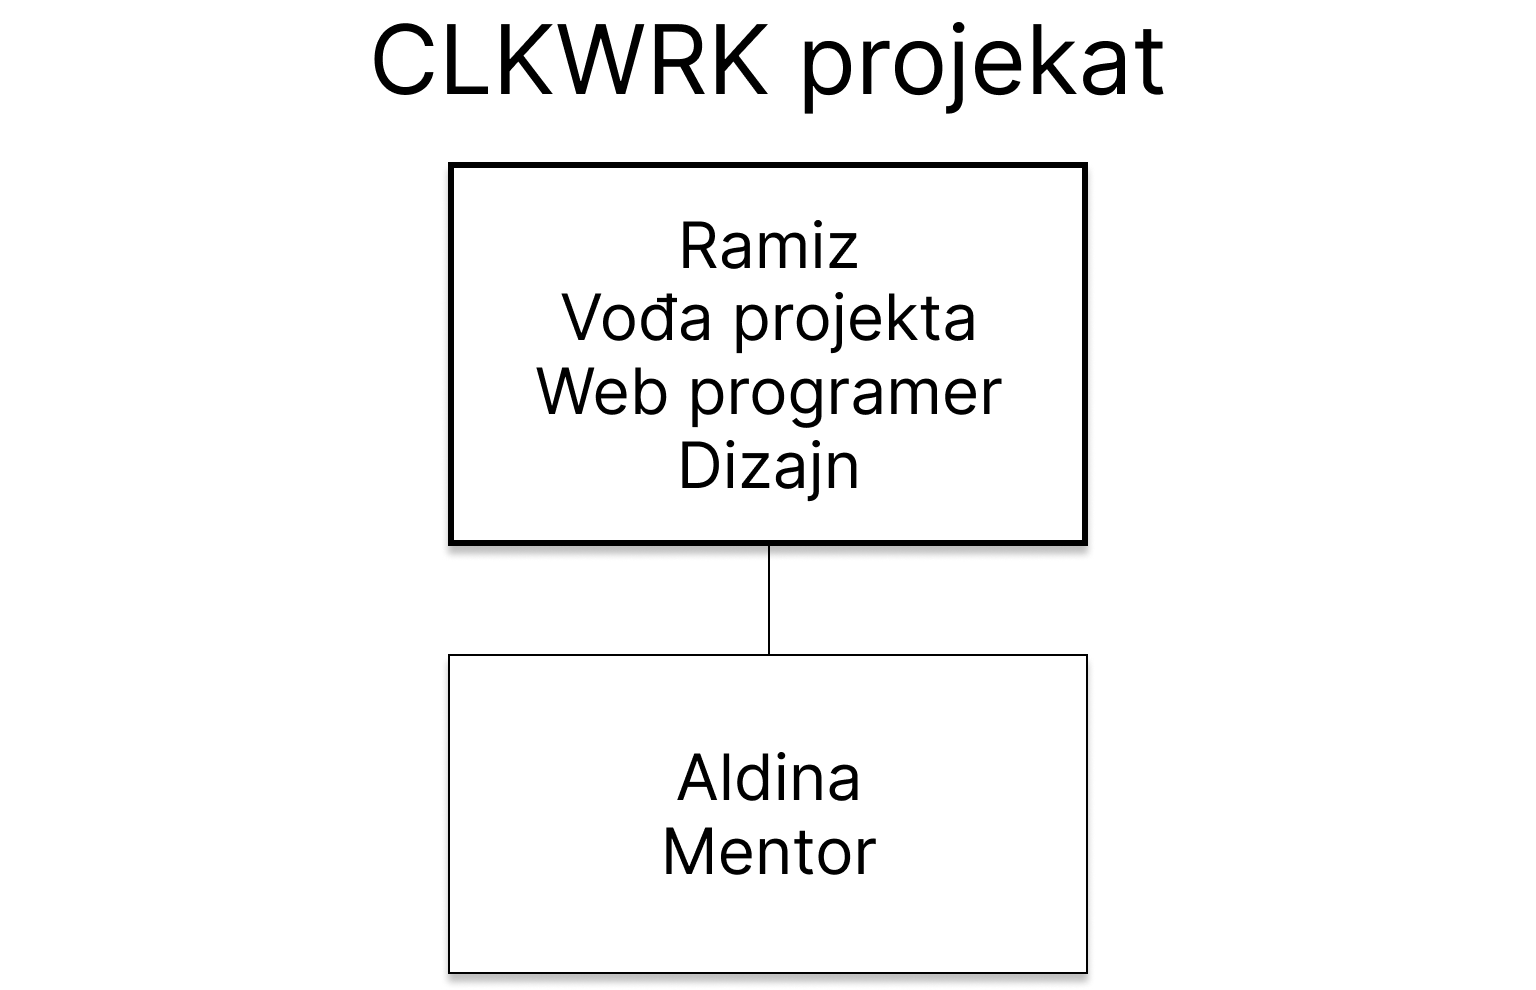 CLKWRK projekat
Ramiz
Vođa projekta
Web programer
Dizajn
Aldina
Mentor